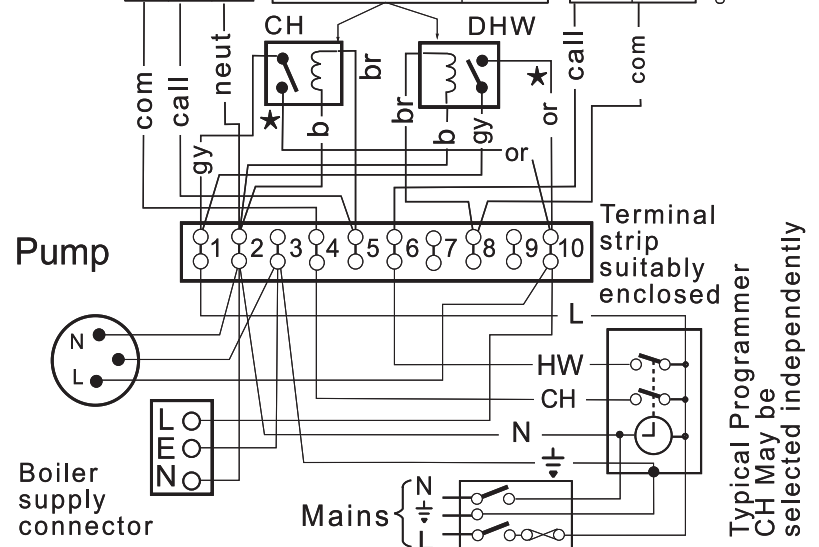 CH
DHW
neut
com
call
br
br
b
b
gy
gy
or
or
call
com
1 2 3 4 5 6 7 8 9 10
Terminal
strip
suitably
enclosed
Pump
N
L
L
HW
CH
N
L
E
N
Boiler
supply
connector
Mains
N
L
Typical Programmer
CH May be
selected independently